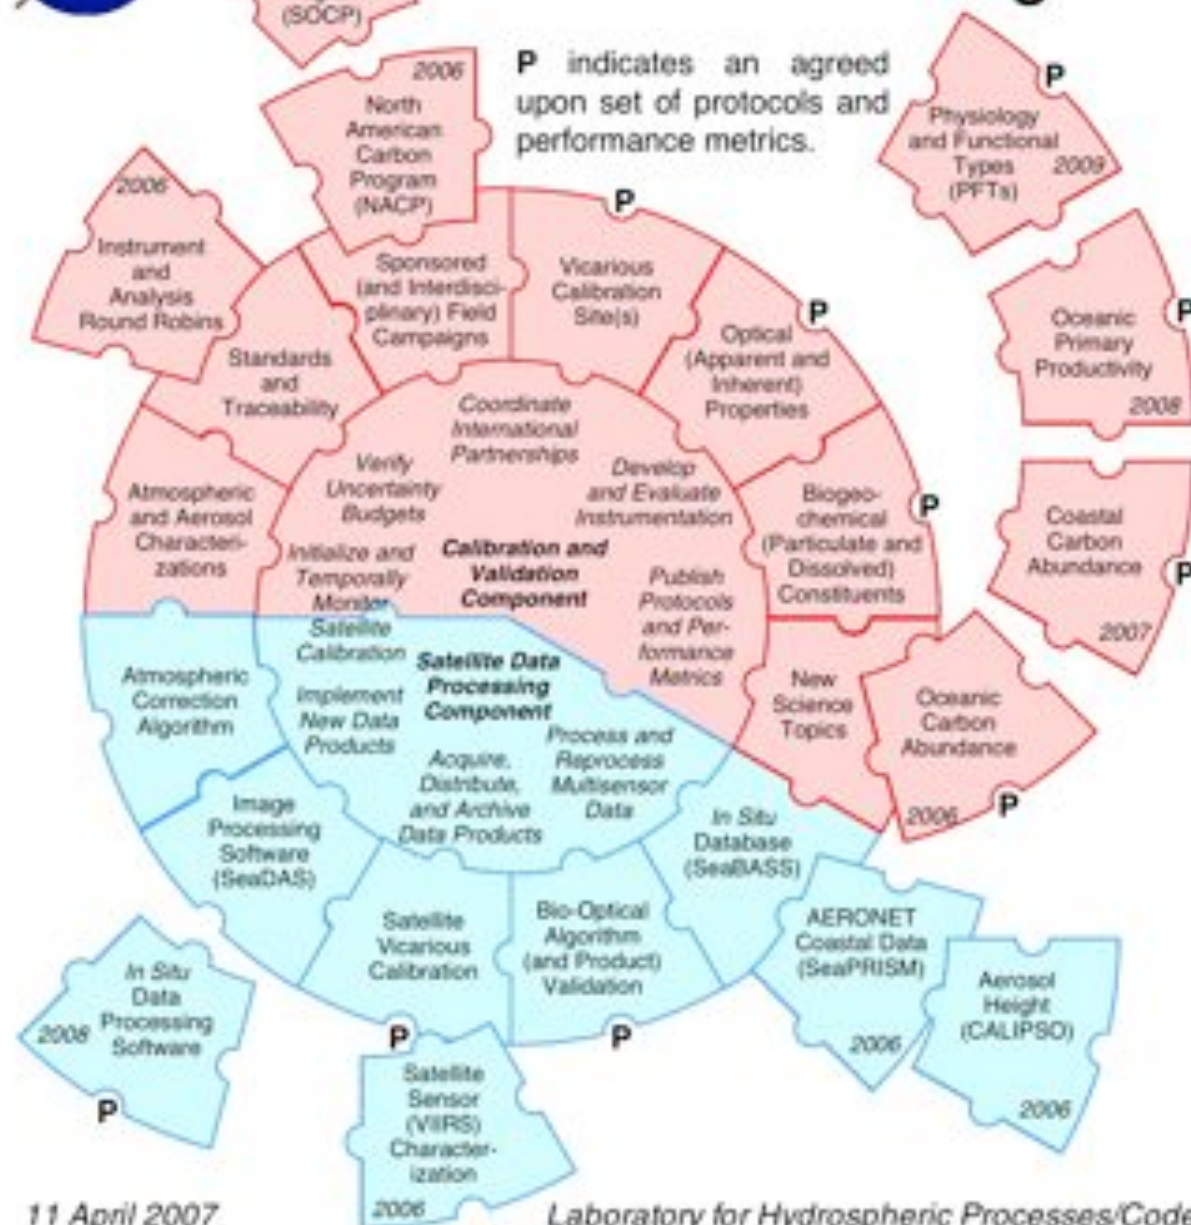 (SOCP)
2006
North
American
Carbon
Program
(NACP)
P indicates an agreed
upon set of protocols and
performance metrics.
P
Physiology
and Functional
Types
(PFTs)
2009
2006
Instrument
and
Analysis
Round Robins
Sponsored
(and Interdisci-
plinary) Field
Campaigns
P
Vicarious
Calibration
Site(s)
P
Optical
(Apparent and
Inherent)
Properties
P
Oceanic
Primary
Productivity
2008
Standards
and
Traceability
Coordinate
International
Partnerships
Verify
Uncertainty
Budgets
Develop
and Evaluate
Instrumentation
Atmospheric
and Aerosol
Characteri-
zations
Initialize and
Temporally
Monitor
Satellite
Calibration
Calibration and
Validation
Component
Publish
Protocols
and Per-
formance
Metrics
P
Biogeo-
chemical
(Particulate and
Dissolved)
Constituents
Coastal
Carbon
Abundance
P
2007
Atmospheric
Correction
Algorithm
Satellite Data
Processing
Component
Implement
New Data
Products
Acquire,
Distribute,
and Archive
Data Products
Process and
Reprocess
Multisensor
Data
New
Science
Topics
Oceanic
Carbon
Abundance
2006
P
Image
Processing
Software
(SeaDAS)
In Situ
Database
(SeaBASS)
Satellite
Vicarious
Calibration
P
Bio-Optical
Algorithm
(and Product)
Validation
P
AERONET
Coastal Data
(SeaPRISM)
2006
Aerosol
Height
(CALIPSO)
2006
In Situ
Data
Processing
Software
2008
P
Satellite
Sensor
(VIIRS)
Character-
ization
2006
11 April 2007
Laboratory for Hydrospheric Processes/Code